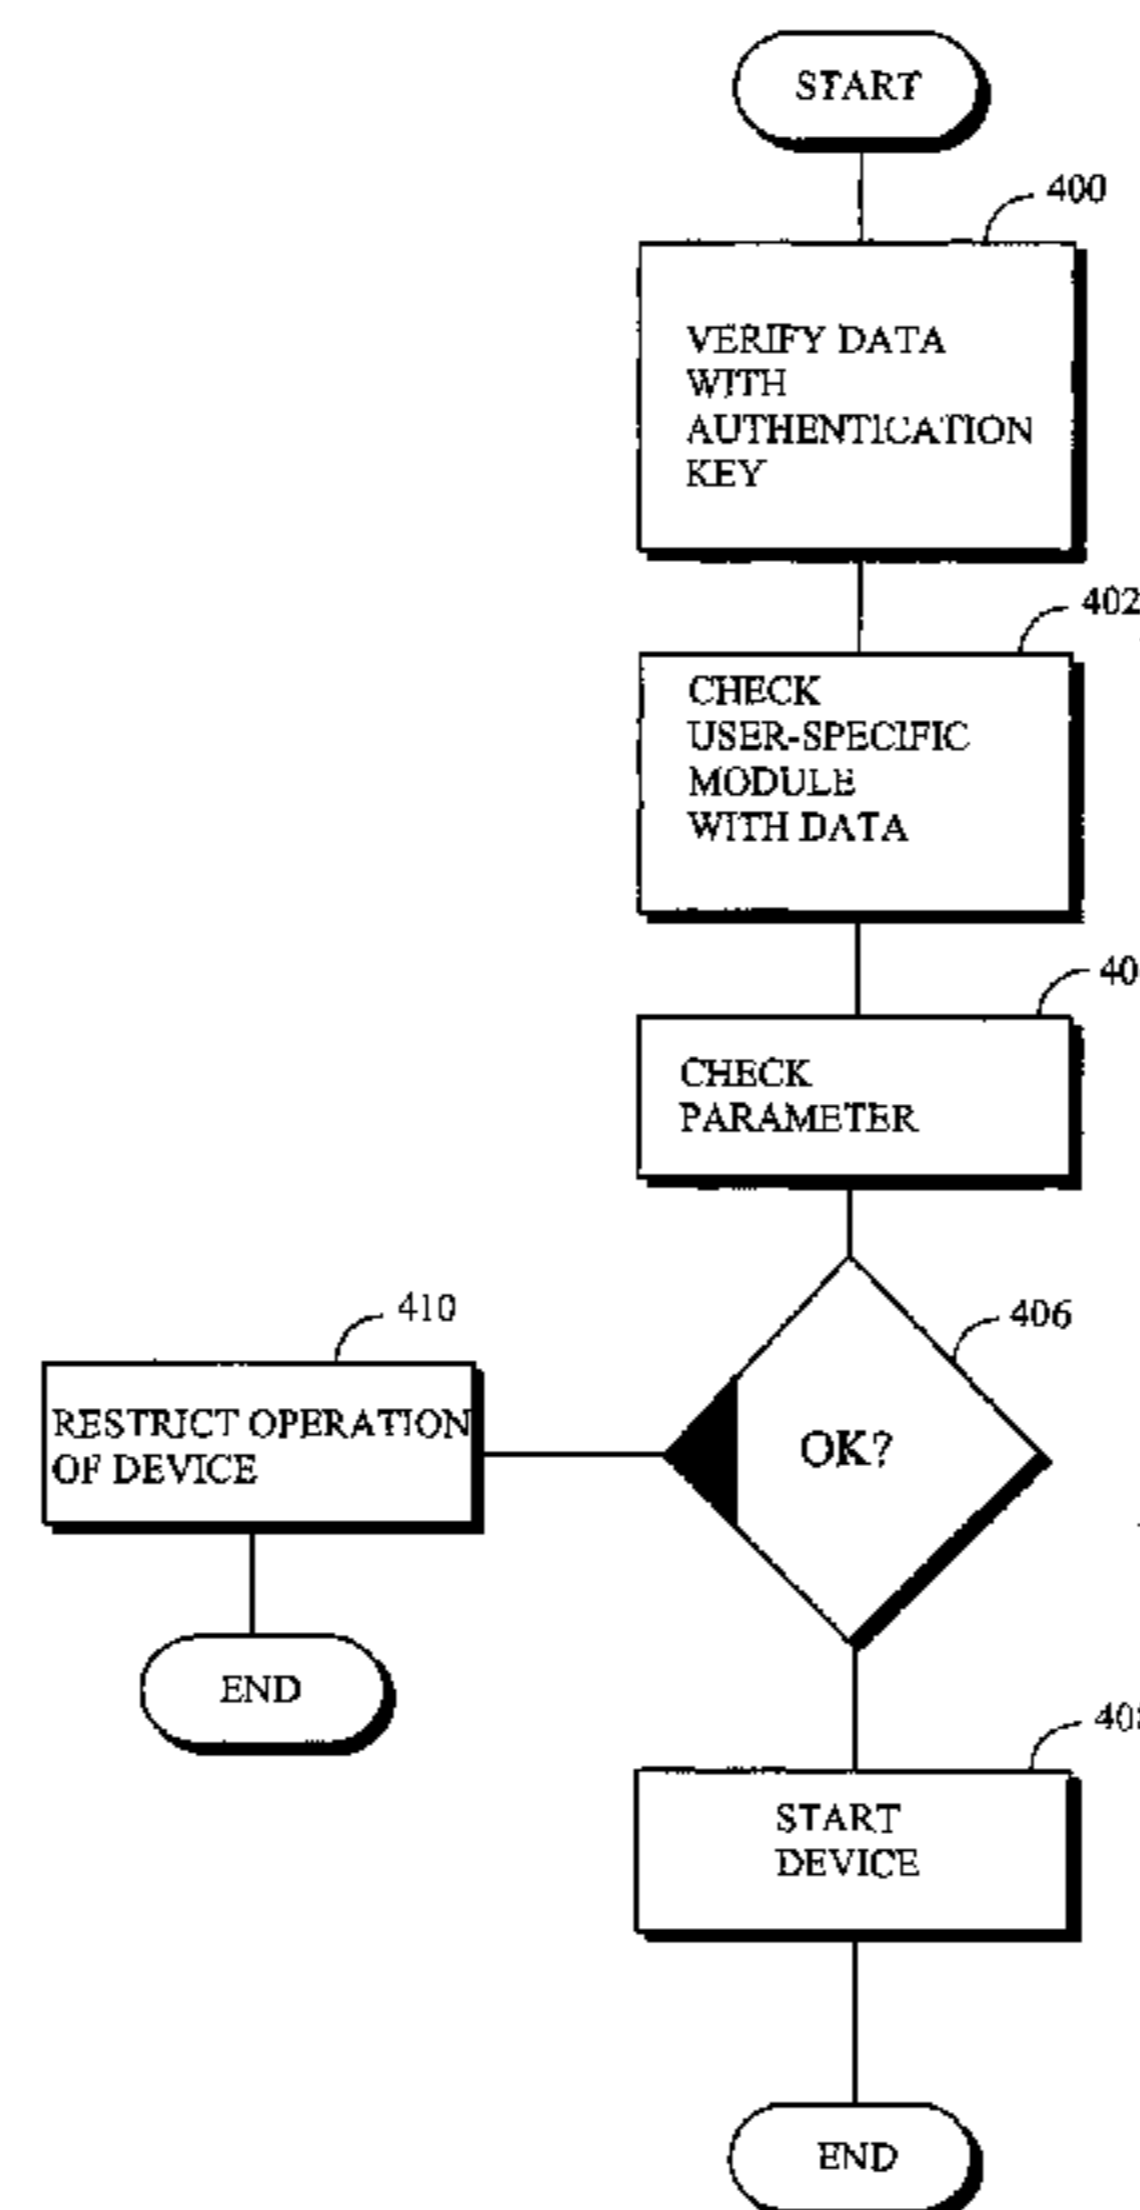 START
400
VERIFY DATA
WITH
AUTHENTICATION
KEY
402
CHECK
USER-SPECIFIC
MODULE
WITH DATA
CHECK
PARAMETER
410
406
RESTRICT OPERATION
OF DEVICE
OK?
END
START
DEVICE
END